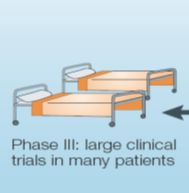 Phase III: large clinical
trials in many patients